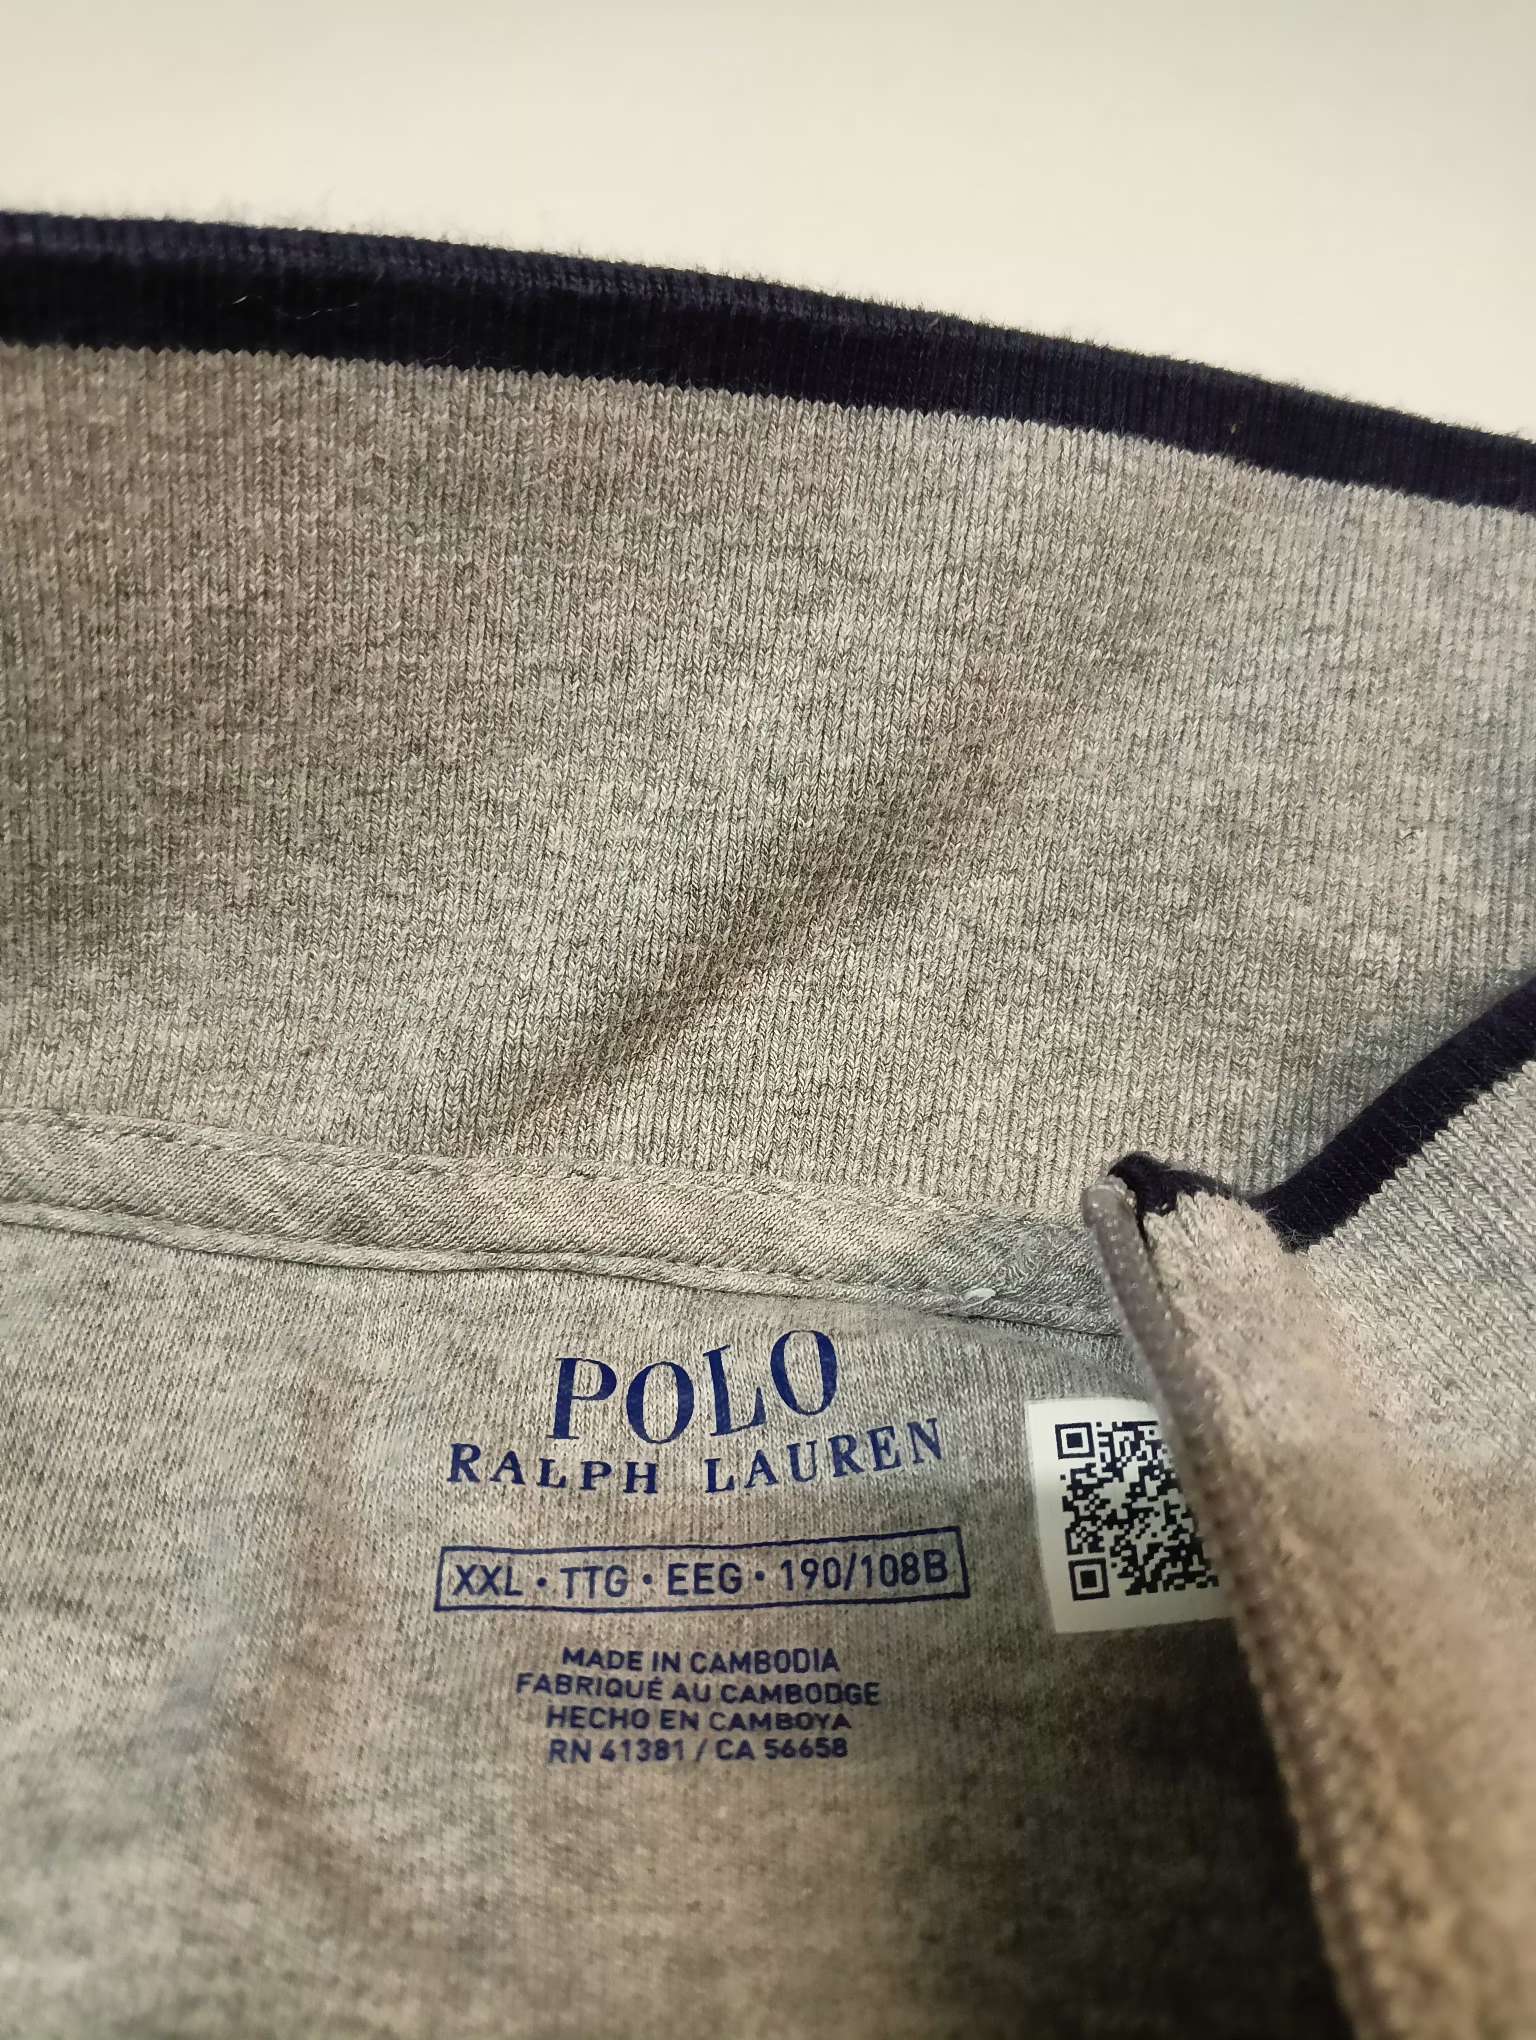 POLO
RALPH LAUREN
XXL • TTG • EEG • 190/108B
MADE IN CAMBODIA
FABRIQUÉ AU CAMBODGE
HECHO EN CAMBOYA
RN 41381 / CA 56658